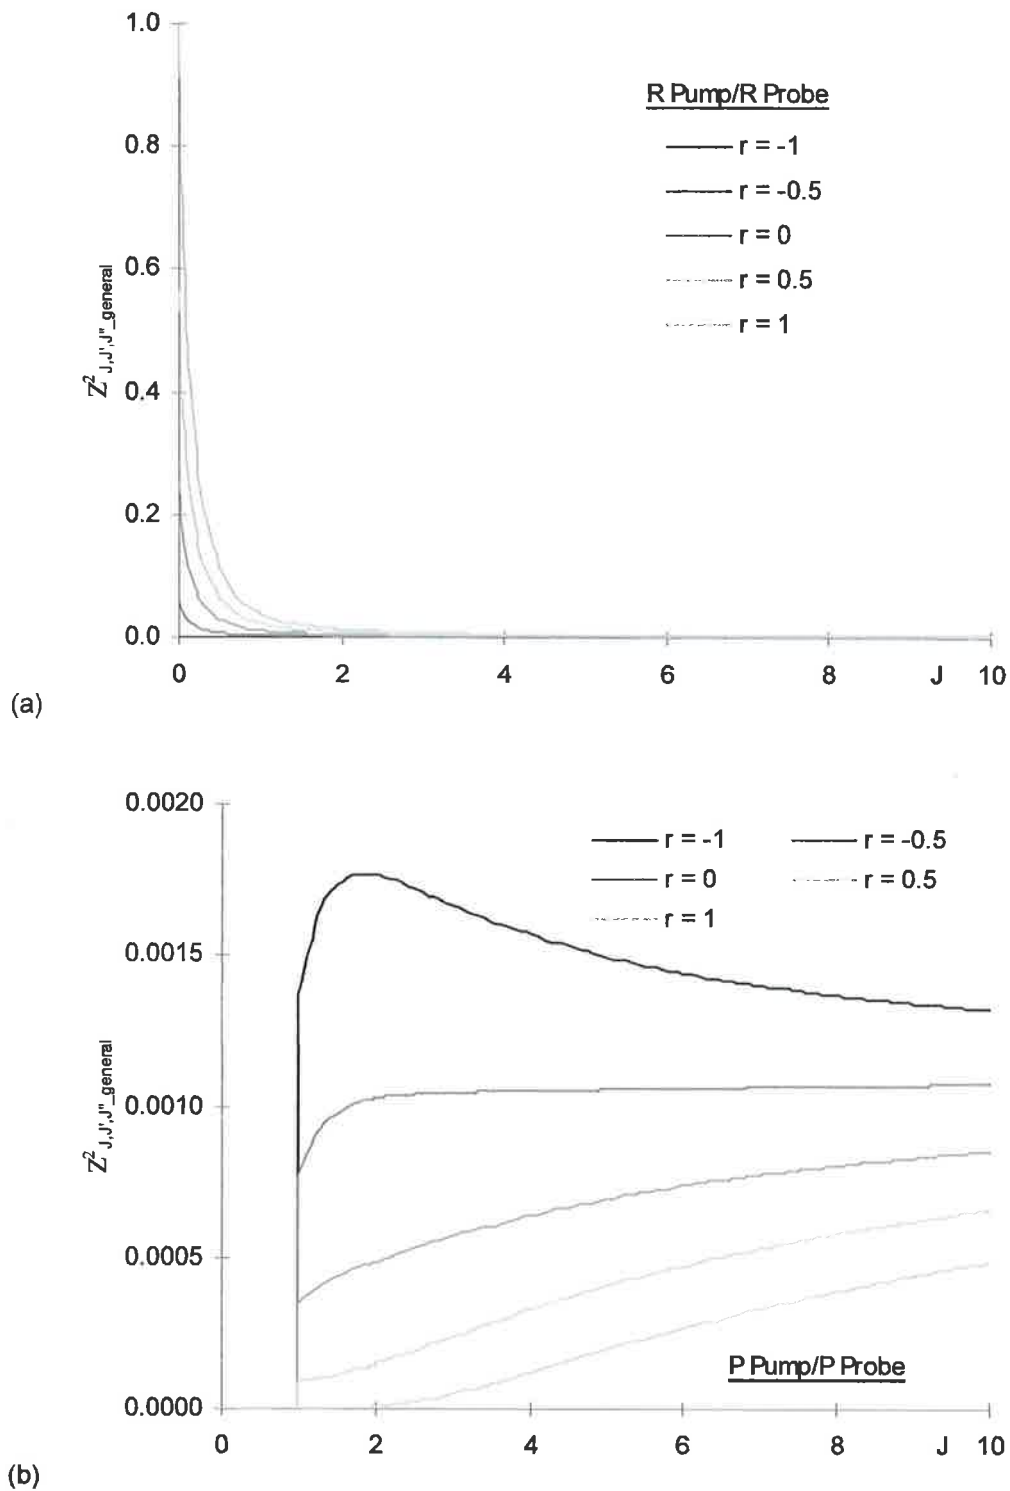 1.0
0.8
0.6
0.4
0.2
0.0
Z² J,J',J"_general
R Pump/R Probe
r = -1
r = -0.5
r = 0
r = 0.5
r = 1
0 2 4 6 8 J 10
(a)
0.0020
0.0015
0.0010
0.0005
0.0000
Z² J,J',J"_general
r = -1 r = -0.5
r = 0 r = 0.5
r = 1
P Pump/P Probe
0 2 4 6 8 J 10
(b)